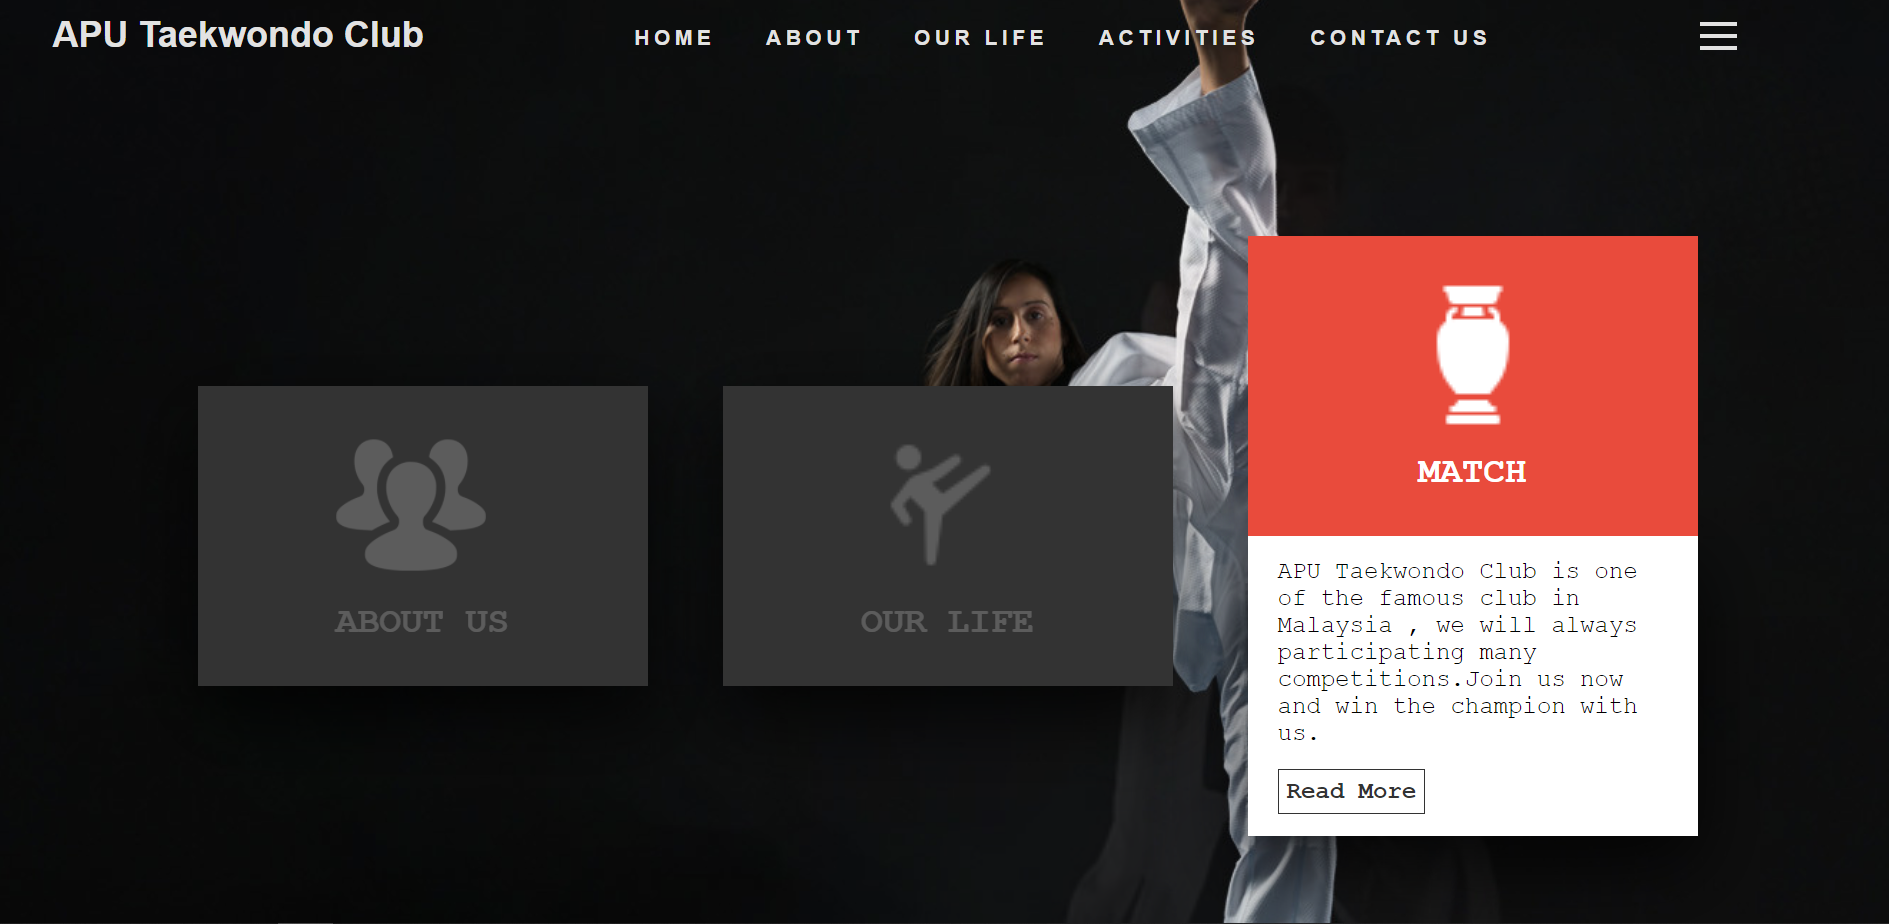 APU Taekwondo Club
HOME ABOUT OUR LIFE ACTIVITIES CONTACT US
ABOUT US
OUR LIFE
MATCH
APU Taekwondo Club is one
of the famous club in
Malaysia , we will always
participating many
competitions.Join us now
and win the champion with
us.
Read More